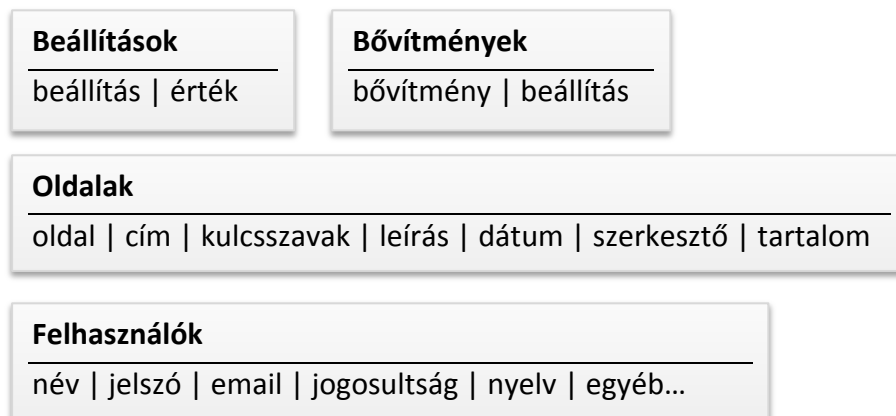 Beállítások
beállítás | érték
Bővítmények
bővítmény | beállítás
Oldalak
oldal | cím | kulcsszavak | leírás | dátum | szerkesztő | tartalom
Felhasználók
név | jelszó | email | jogosultság | nyelv | egyéb…